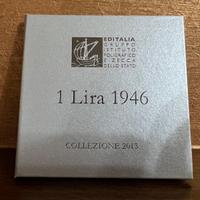 EDITALIA
GRUPPO
ISTITUTO
POLIGRAFICO
E ZECCA
DELLO STATO
1 Lira 1946
COLLEZIONE 2013